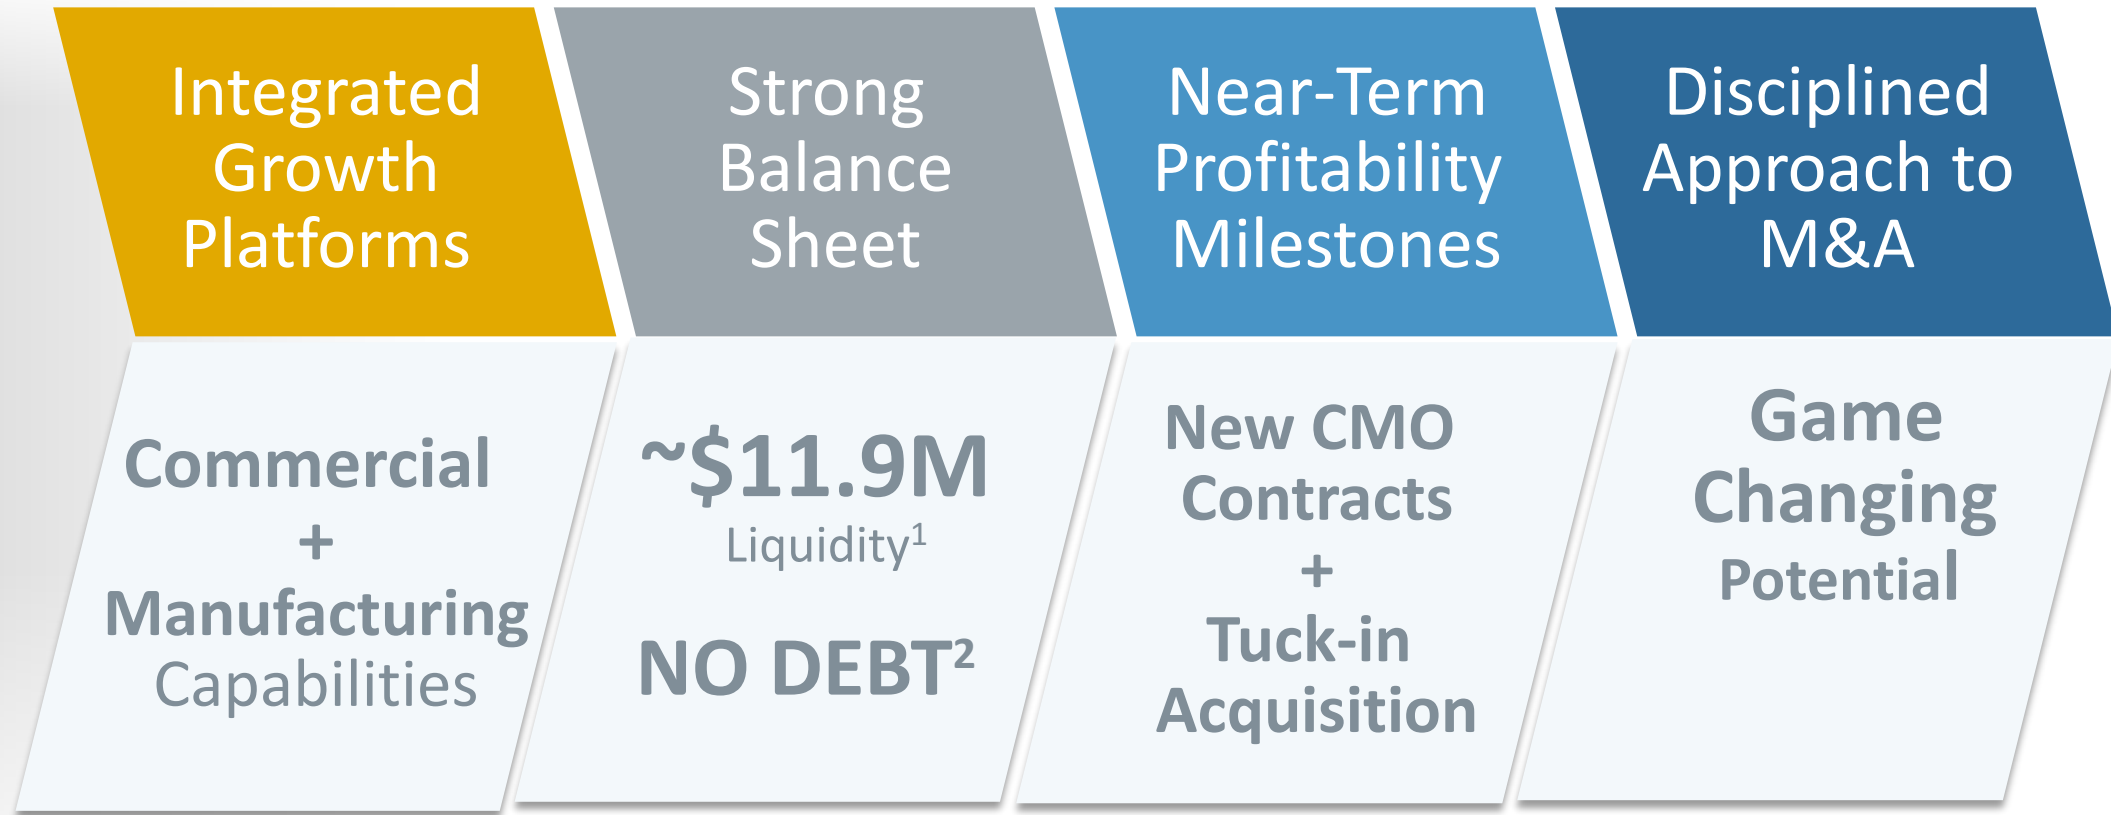 Integrated
Growth
Platforms
Commercial
+
Manufacturing
Capabilities
Strong
Balance
Sheet
~$11.9M
Liquidity¹
NO DEBT²
Near-Term
Profitability
Milestones
New CMO
Contracts
+
Tuck-in
Acquisition
Disciplined
Approach to
M&A
Game
Changing
Potential